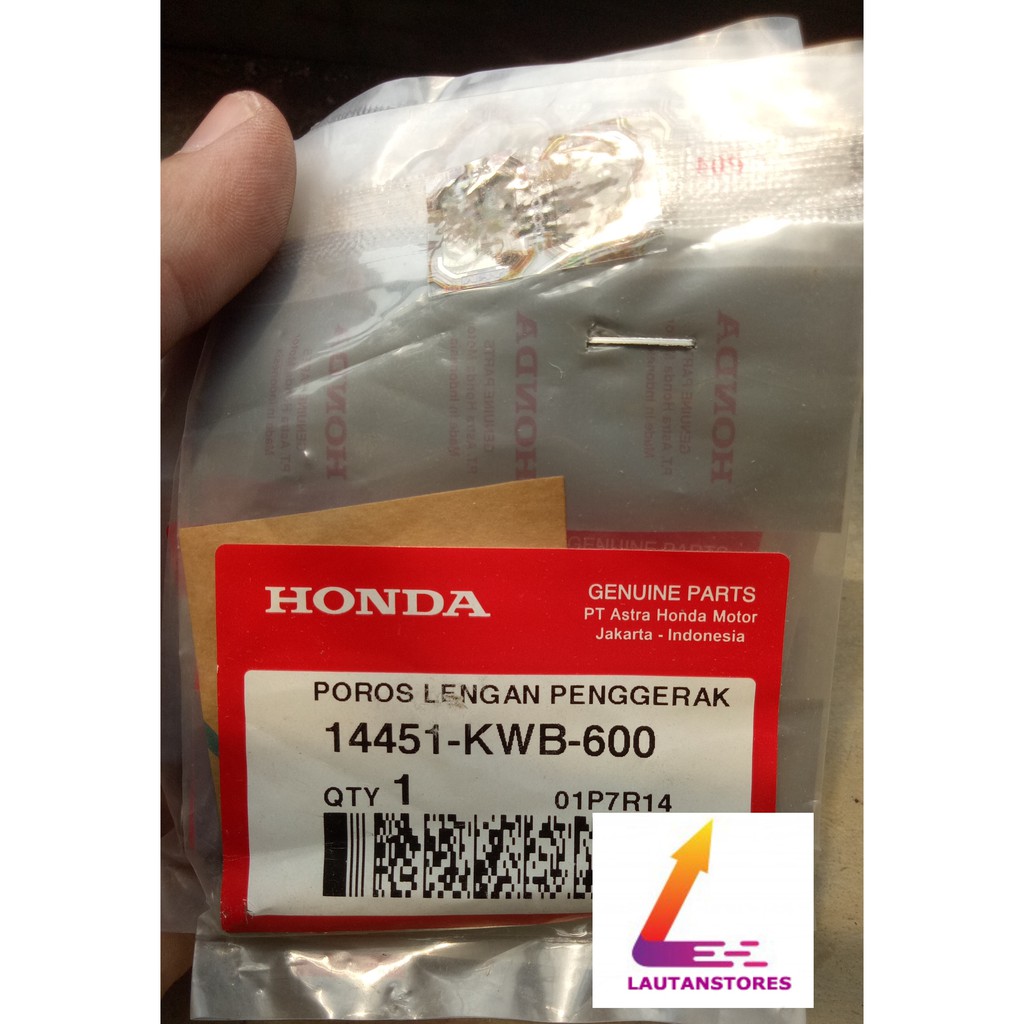 HONDA
GENUINE PARTS
PT Astra Honda Motor
Jakarta - Indonesia
POROS LENGAN PENGGERAK
14451-KWB-600
QTY 1
01P7R14
LAUTANSTORES